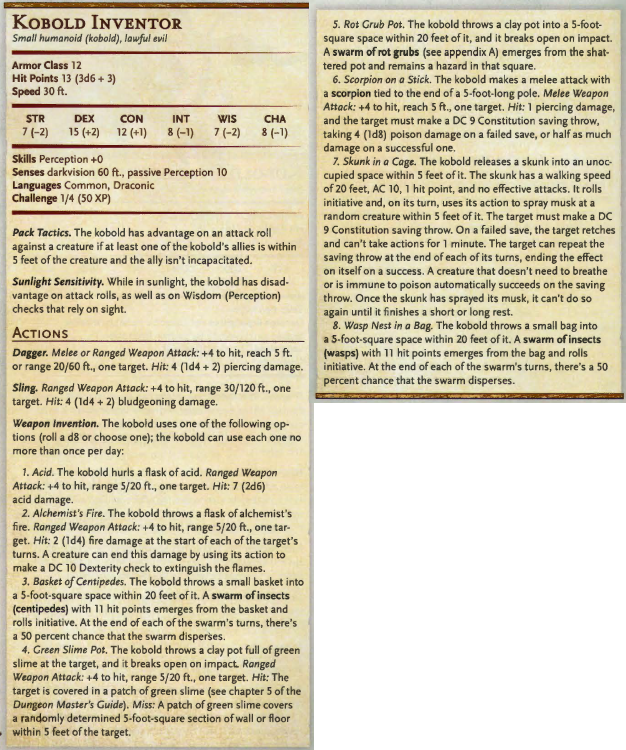 KOBOLD INVENTOR
Small humanoid (kobold), lawful evil
Armor Class 12
Hit Points 13 (3d6 + 3)
Speed 30 ft.
STR DEX CON INT WIS CHA
7 (–2) 15 (+2) 12 (+1) 8 (–1) 7 (–2) 8 (–1)
Skills Perception +0
Senses darkvision 60 ft., passive Perception 10
Languages Common, Draconic
Challenge 1/4 (50 XP)
Pack Tactics. The kobold has advantage on an attack roll
against a creature if at least one of the kobold's allies is within
5 feet of the creature and the ally isn't incapacitated.
Sunlight Sensitivity. While in sunlight, the kobold has disad-
vantage on attack rolls, as well as on Wisdom (Perception)
checks that rely on sight.
ACTIONS
Dagger. Melee or Ranged Weapon Attack: +4 to hit, reach 5 ft.
or range 20/60 ft., one target. Hit: 4 (1d4 + 2) piercing damage.
Sling. Ranged Weapon Attack: +4 to hit, range 30/120 ft., one
target. Hit: 4 (1d4 + 2) bludgeoning damage.
Weapon Invention. The kobold uses one of the following op-
tions (roll a d8 or choose one); the kobold can use each one no
more than once per day:
1. Acid. The kobold hurls a flask of acid. Ranged Weapon
Attack: +4 to hit, range 5/20 ft., one target. Hit: 7 (2d6)
acid damage.
2. Alchemist's Fire. The kobold throws a flask of alchemist's
fire. Ranged Weapon Attack: +4 to hit, range 5/20 ft., one tar-
get. Hit: 2 (1d4) fire damage at the start of each of the target's
turns. A creature can end this damage by using its action to
make a DC 10 Dexterity check to extinguish the flames.
3. Basket of Centipedes. The kobold throws a small basket into
a 5-foot-square space within 20 feet of it. A swarm of insects
(centipedes) with 11 hit points emerges from the basket and
rolls initiative. At the end of each of the swarm's turns, there's
a 50 percent chance that the swarm disperses.
4. Green Slime Pot. The kobold throws a clay pot full of green
slime at the target, and it breaks open on impact. Ranged
Weapon Attack: +4 to hit, range 5/20 ft., one target. Hit: The
target is covered in a patch of green slime (see chapter 5 of the
Dungeon Master's Guide). Miss: A patch of green slime covers
a randomly determined 5-foot-square section of wall or floor
within 5 feet of the target.
5. Rot Grub Pot. The kobold throws a clay pot into a 5-foot-
square space within 20 feet of it, and it breaks open on impact.
A swarm of rot grubs (see appendix A) emerges from the shat-
tered pot and remains a hazard in that square.
6. Scorpion on a Stick. The kobold makes a melee attack with
a scorpion tied to the end of a 5-foot-long pole. Melee Weapon
Attack: +4 to hit, reach 5 ft., one target. Hit: 1 piercing damage,
and the target must make a DC 9 Constitution saving throw,
taking 4 (1d8) poison damage on a failed save, or half as much
damage on a successful one.
7. Skunk in a Cage. The kobold releases a skunk into an unoc-
cupied space within 5 feet of it. The skunk has a walking speed
of 20 feet, AC 10, 1 hit point, and no effective attacks. It rolls
initiative and, on its turn, uses its action to spray musk at a
random creature within 5 feet of it. The target must make a DC
9 Constitution saving throw. On a failed save, the target retches
and can't take actions for 1 minute. The target can repeat the
saving throw at the end of each of its turns, ending the effect
on itself on a success. A creature that doesn't need to breathe
or is immune to poison automatically succeeds on the saving
throw. Once the skunk has sprayed its musk, it can't do so
again until it finishes a short or long rest.
8. Wasp Nest in a Bag. The kobold throws a small bag into
a 5-foot-square space within 20 feet of it. A swarm of insects
(wasps) with 11 hit points emerges from the bag and rolls
initiative. At the end of each of the swarm's turns, there's a 50
percent chance that the swarm disperses.